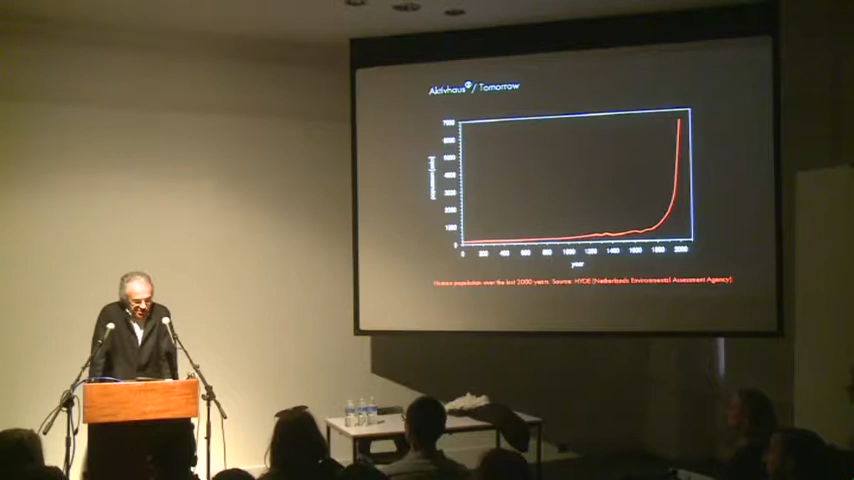 Aktivhaus® / Tomorrow
7000
6000
5000
4000
3000
2000
1000
0
0 200 400 600 800 1000 1200 1400 1600 1800 2000
year
Human population over the last 2000 years. Source: HYDE (Netherlands Environmental Assessment Agency)